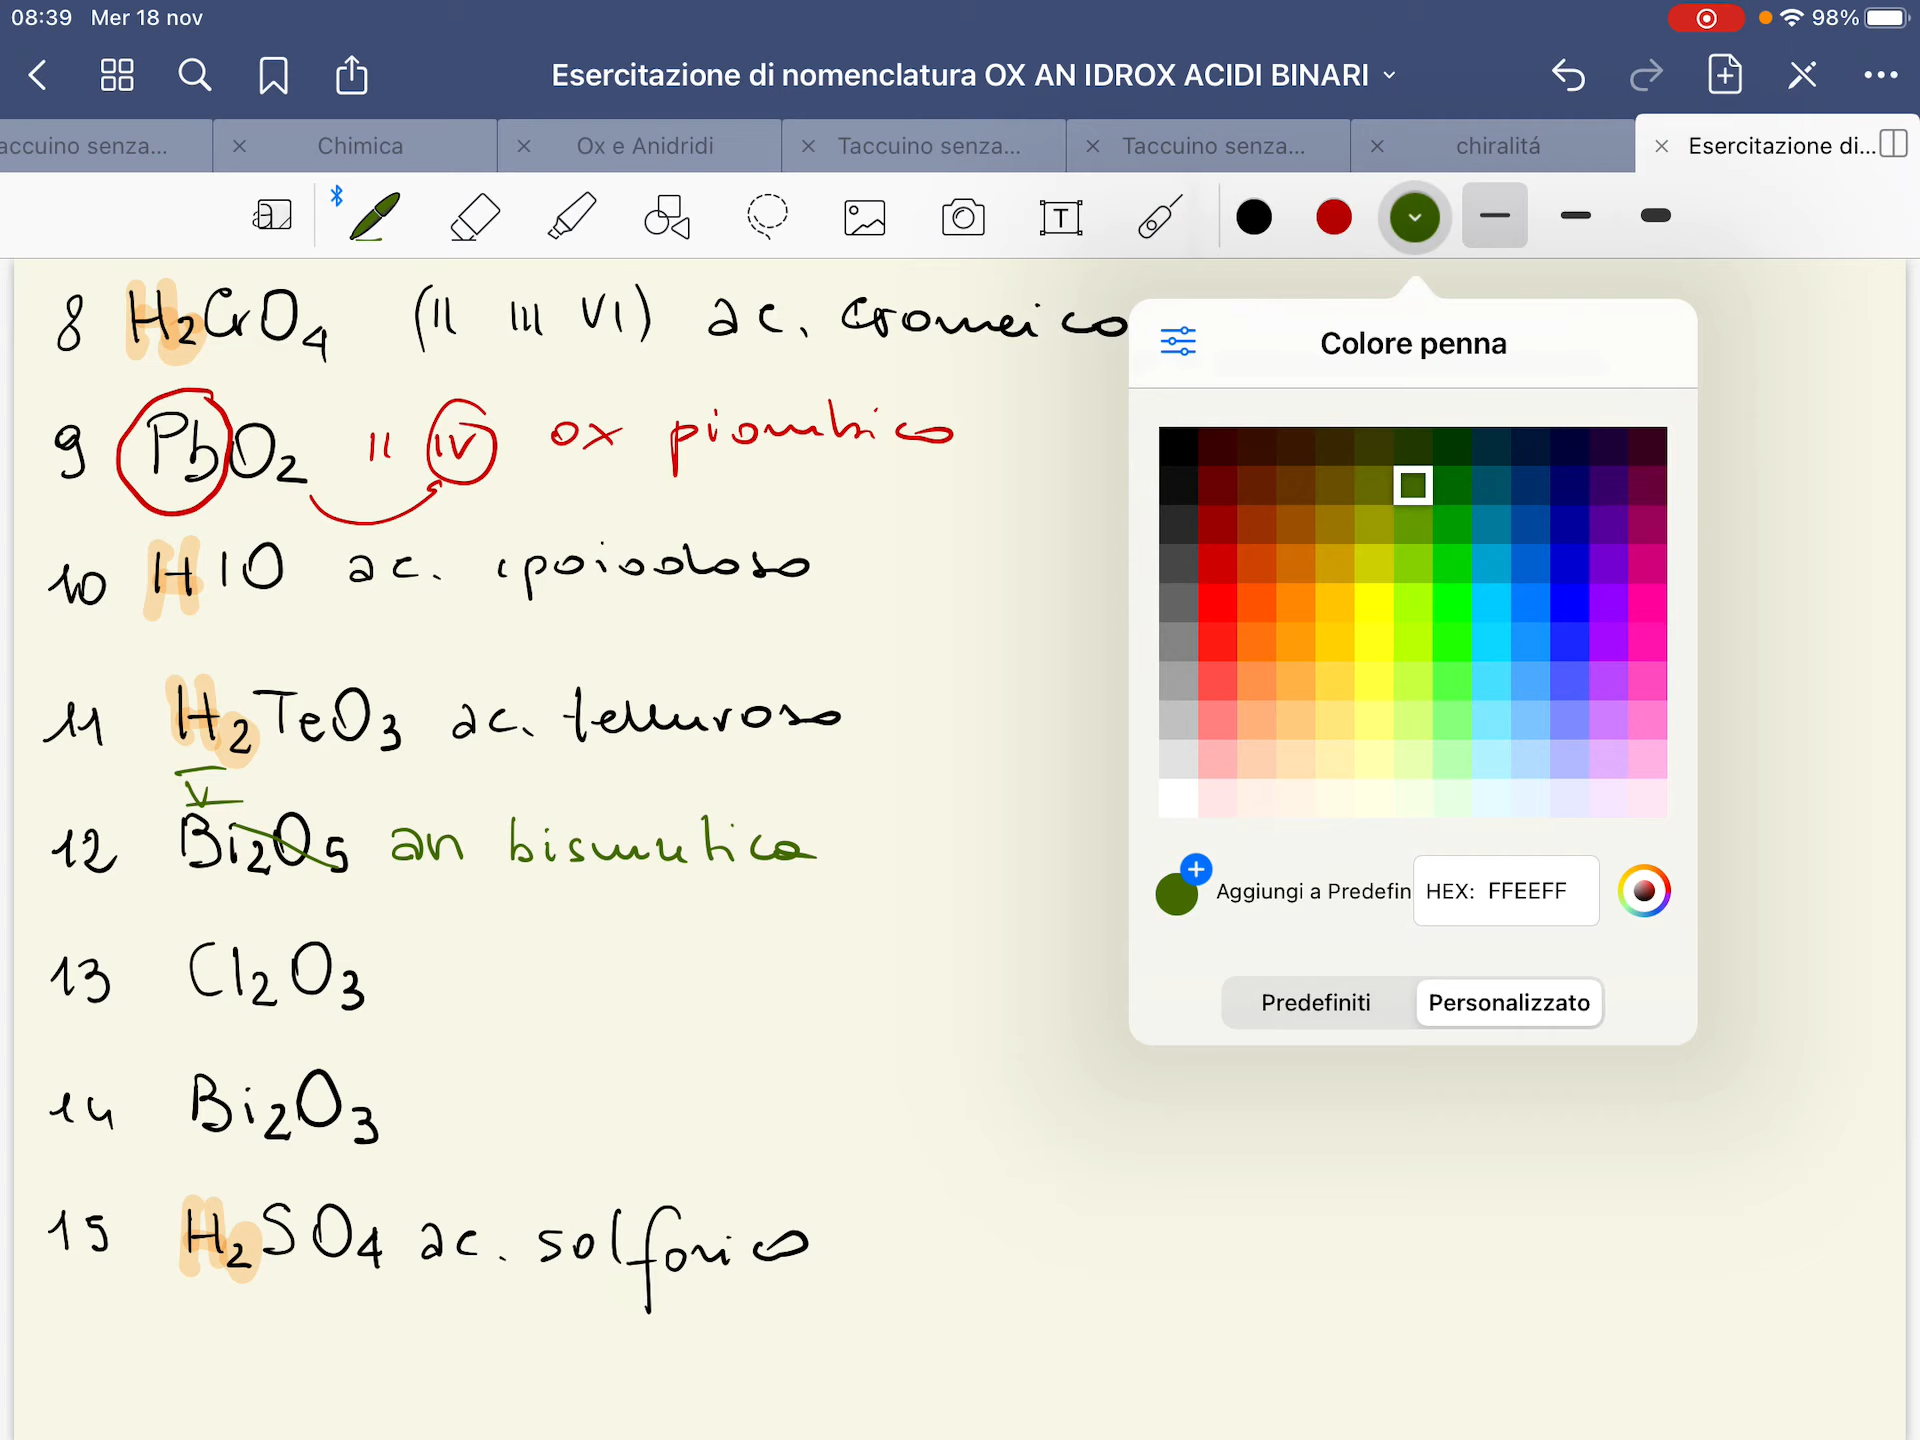 08:39 Mer 18 nov 98%
Esercitazione di nomenclatura OX AN IDROX ACIDI BINARI
accuino senza... Chimica Ox e Anidridi Taccuino senza... Taccuino senza... chiralitá Esercitazione di...
8 H₂CrO₄ (II III VI) ac. cromico
Colore penna
9 PbO₂ II IV ox piombico
10 HIO ac. ipoiodoso
11 H₂TeO₃ ac. telluroso
V
12 Bi₂O₅ an bismutica
Aggiungi a Predefin HEX: FFEEFF
13 Cl₂O₃
Predefiniti Personalizzato
14 Bi₂O₃
15 H₂SO₄ ac. solforico